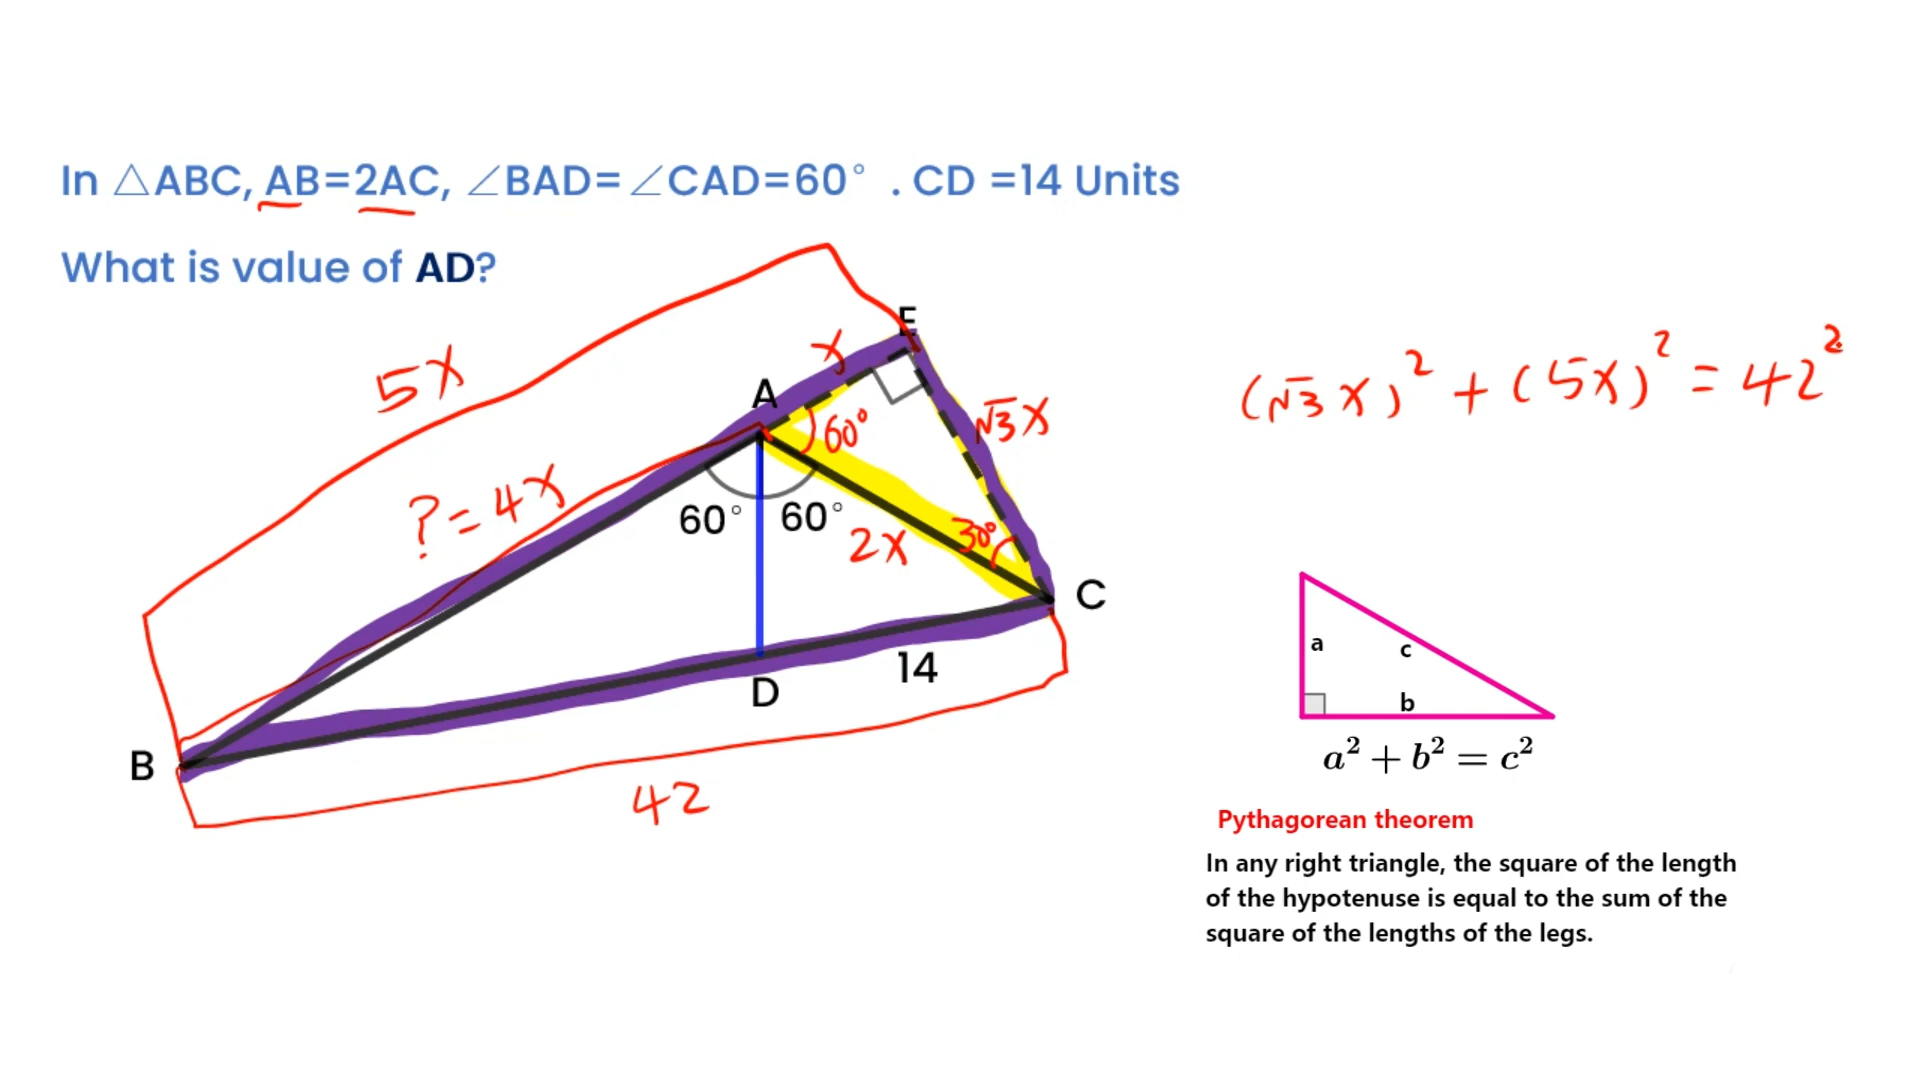 In △ABC, AB=2AC, ∠BAD=∠CAD=60° . CD =14 Units
What is value of AD?
E
x
5x
A
60°
√3x
(√3x)² + (5x)² = 42²
?=4x
60°
60°
2x
30°
C
14
D
B
42
a
c
b
a² + b² = c²
Pythagorean theorem
In any right triangle, the square of the length
of the hypotenuse is equal to the sum of the
square of the lengths of the legs.